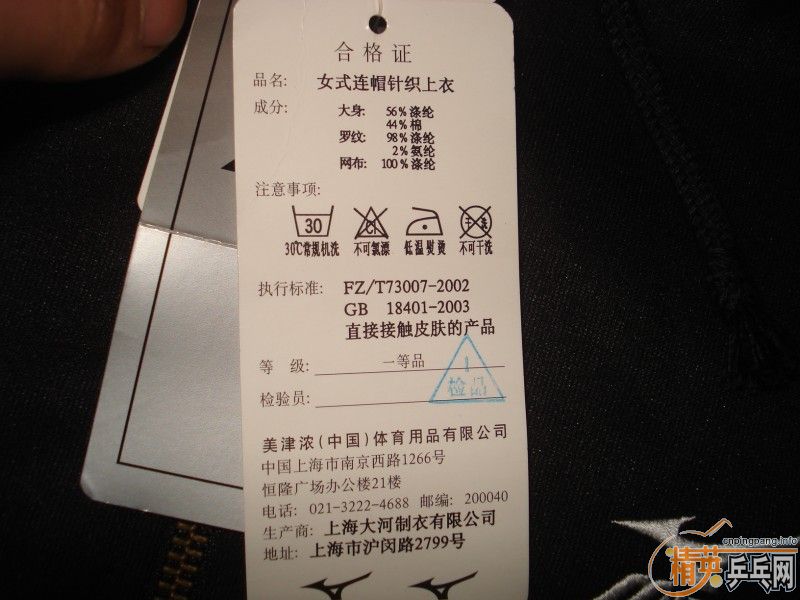 合格证
品名: 女式连帽针织上衣
成分: 大身: 56%涤纶
44%棉
罗纹: 98%涤纶
2%氨纶
网布: 100%涤纶
注意事项:
30 Cl 干洗
30℃常规机洗 不可氯漂 低温熨烫 不可干洗
执行标准: FZ/T73007-2002
GB 18401-2003
直接接触皮肤的产品
等 级: 一等品
检验员:
1
检品
美津浓(中国)体育用品有限公司
中国上海市南京西路1266号
恒隆广场办公楼21楼
电话: 021-3222-4688 邮编: 200040
生产商: 上海大河制衣有限公司
地址: 上海市沪闵路2799号
cnpingpang.info
精英乒乓网